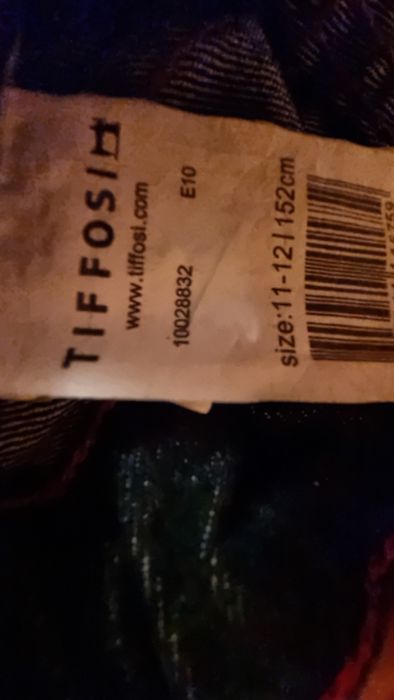 TIFFOSI
www.tiffosi.com
10028832 E10
size:11-12 | 152cm